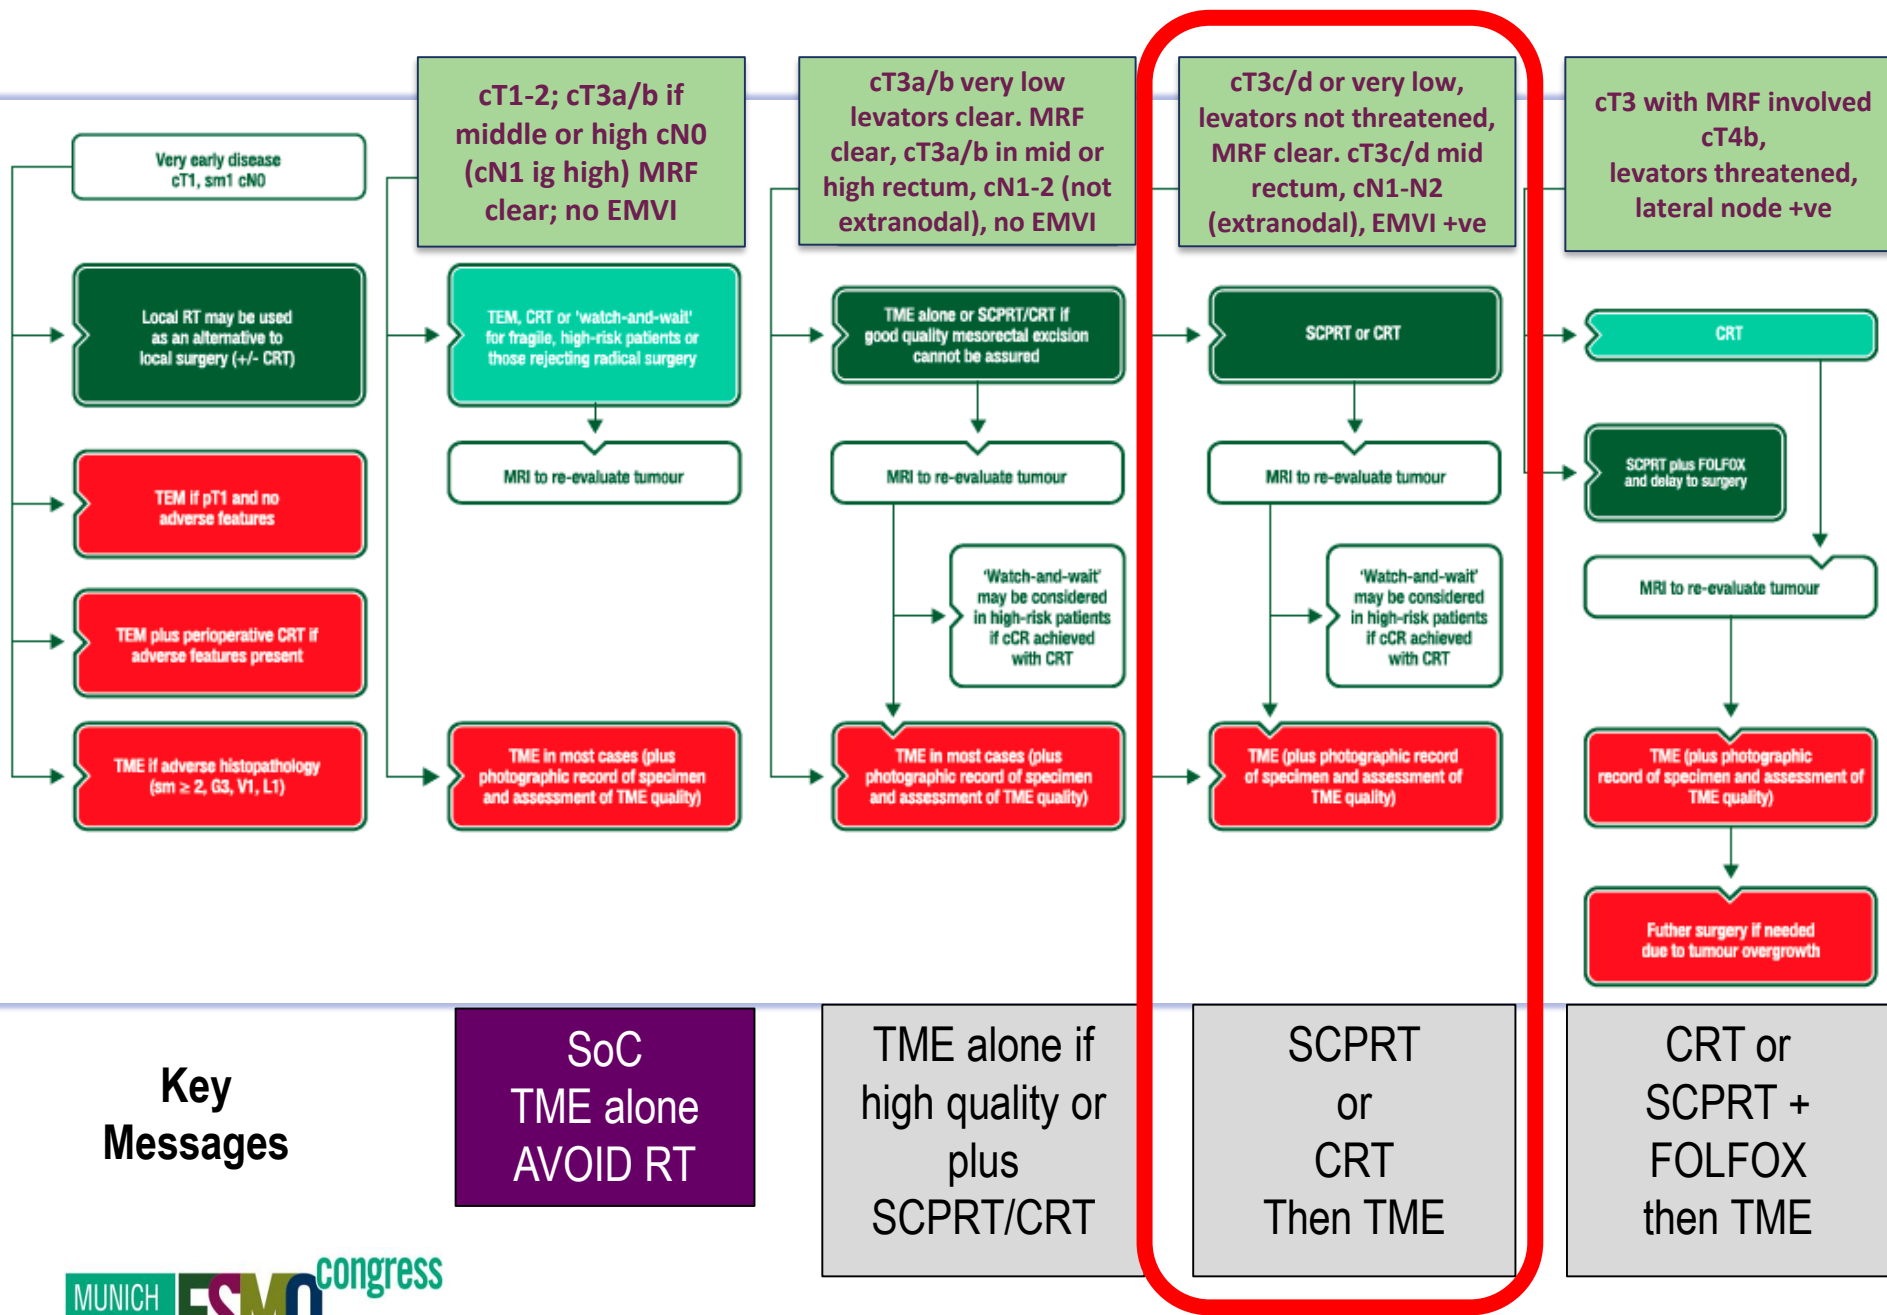 Very early disease
cT1, sm1 cN0
Local RT may be used
as an alternative to
local surgery (+/- CRT)
TEM if pT1 and no
adverse features
TEM plus perioperative CRT if
adverse features present
TME if adverse histopathology
(sm ≥ 2, G3, V1, L1)
cT1-2; cT3a/b if
middle or high cN0
(cN1 ig high) MRF
clear; no EMVI
TEM, CRT or 'watch-and-wait'
for fragile, high-risk patients or
those rejecting radical surgery
MRI to re-evaluate tumour
TME in most cases (plus
photographic record of specimen
and assessment of TME quality)
cT3a/b very low
levators clear. MRF
clear, cT3a/b in mid or
high rectum, cN1-2 (not
extranodal), no EMVI
TME alone or SCPRT/CRT if
good quality mesorectal excision
cannot be assured
MRI to re-evaluate tumour
'Watch-and-wait'
may be considered
in high-risk patients
if cCR achieved
with CRT
TME in most cases (plus
photographic record of specimen
and assessment of TME quality)
cT3c/d or very low,
levators not threatened,
MRF clear. cT3c/d mid
rectum, cN1-N2
(extranodal), EMVI +ve
SCPRT or CRT
MRI to re-evaluate tumour
'Watch-and-wait'
may be considered
in high-risk patients
if cCR achieved
with CRT
TME (plus photographic record
of specimen and assessment of
TME quality)
cT3 with MRF involved
cT4b,
levators threatened,
lateral node +ve
CRT
SCPRT plus FOLFOX
and delay to surgery
MRI to re-evaluate tumour
TME (plus photographic
record of specimen and assessment of
TME quality)
Futher surgery if needed
due to tumour overgrowth
Key
Messages
SoC
TME alone
AVOID RT
TME alone if
high quality or
plus
SCPRT/CRT
SCPRT
or
CRT
Then TME
CRT or
SCPRT +
FOLFOX
then TME
MUNICH
ESMO congress